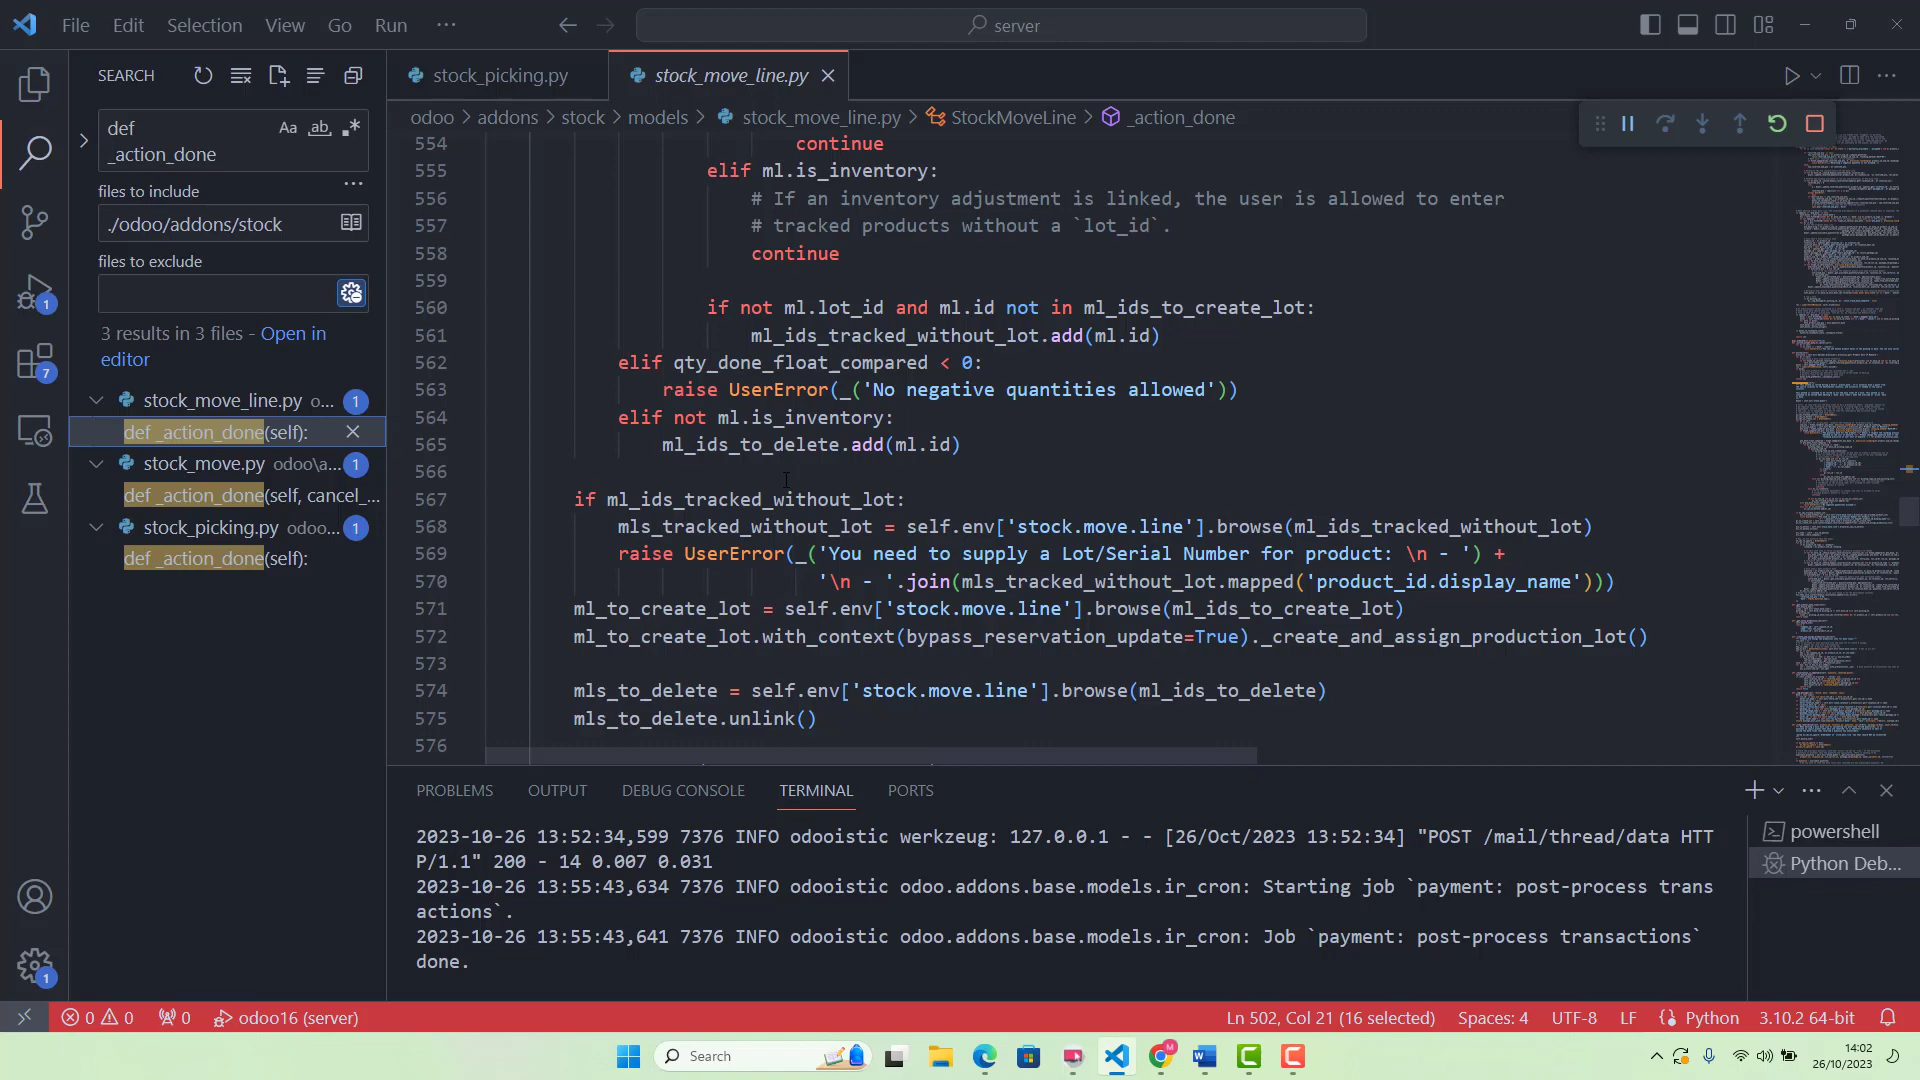 File Edit Selection View Go Run ···
server
SEARCH
def
_action_done
Aa ab .*
files to include
./odoo/addons/stock
files to exclude
3 results in 3 files - Open in
editor
stock_move_line.py o... 1
def _action_done(self):
stock_move.py odoo\a... 1
def _action_done(self, cancel_...
stock_picking.py odoo... 1
def _action_done(self):
1
7
1
stock_picking.py
stock_move_line.py
odoo > addons > stock > models > stock_move_line.py > StockMoveLine > _action_done
554 continue
555 elif ml.is_inventory:
556 # If an inventory adjustment is linked, the user is allowed to enter
557 # tracked products without a `lot_id`.
558 continue
559
560 if not ml.lot_id and ml.id not in ml_ids_to_create_lot:
561 ml_ids_tracked_without_lot.add(ml.id)
562 elif qty_done_float_compared < 0:
563 raise UserError(_('No negative quantities allowed'))
564 elif not ml.is_inventory:
565 ml_ids_to_delete.add(ml.id)
566
567 if ml_ids_tracked_without_lot:
568 mls_tracked_without_lot = self.env['stock.move.line'].browse(ml_ids_tracked_without_lot)
569 raise UserError(_('You need to supply a Lot/Serial Number for product: \n - ') +
570 '\n - '.join(mls_tracked_without_lot.mapped('product_id.display_name')))
571 ml_to_create_lot = self.env['stock.move.line'].browse(ml_ids_to_create_lot)
572 ml_to_create_lot.with_context(bypass_reservation_update=True)._create_and_assign_production_lot()
573
574 mls_to_delete = self.env['stock.move.line'].browse(ml_ids_to_delete)
575 mls_to_delete.unlink()
576
PROBLEMS OUTPUT DEBUG CONSOLE TERMINAL PORTS
2023-10-26 13:52:34,599 7376 INFO odooistic werkzeug: 127.0.0.1 - - [26/Oct/2023 13:52:34] "POST /mail/thread/data HTT
P/1.1" 200 - 14 0.007 0.031
2023-10-26 13:55:43,634 7376 INFO odooistic odoo.addons.base.models.ir_cron: Starting job `payment: post-process trans
actions`.
2023-10-26 13:55:43,641 7376 INFO odooistic odoo.addons.base.models.ir_cron: Job `payment: post-process transactions`
done.
powershell
Python Deb...
0 0 0 odoo16 (server)
Ln 502, Col 21 (16 selected) Spaces: 4 UTF-8 LF Python 3.10.2 64-bit
Search
14:02
26/10/2023